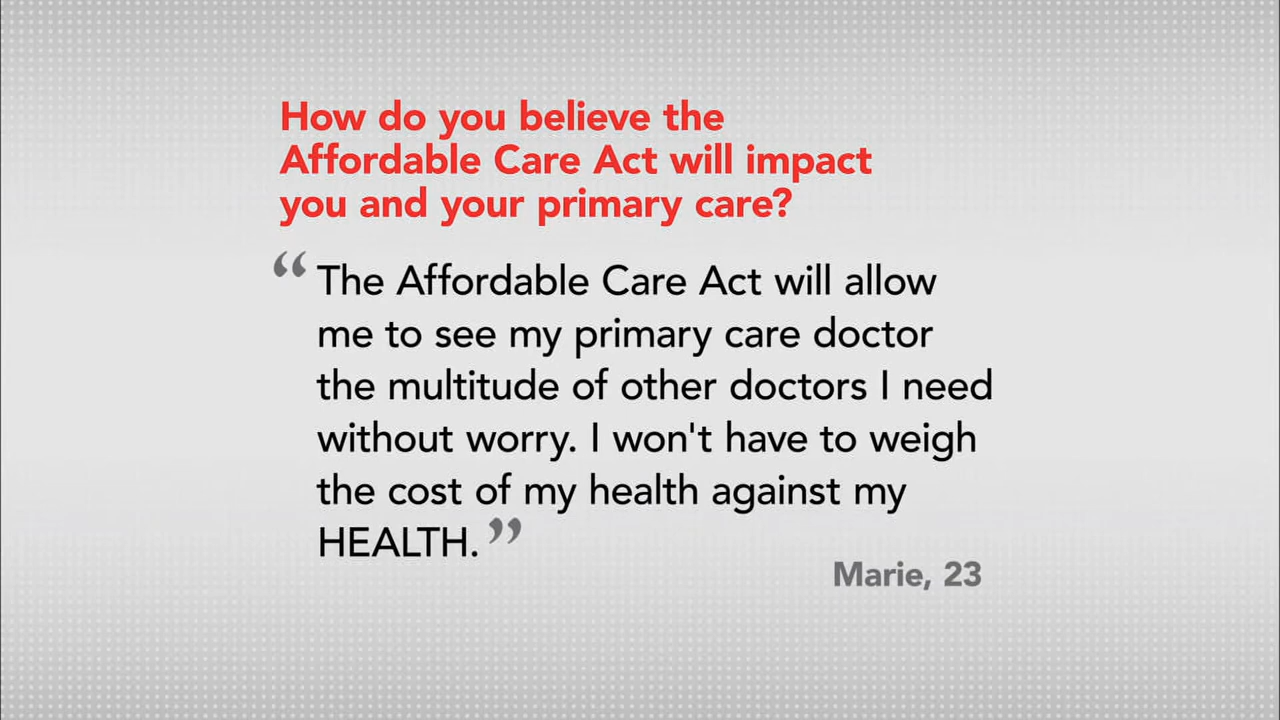 How do you believe the
Affordable Care Act will impact
you and your primary care?
“ The Affordable Care Act will allow
me to see my primary care doctor
the multitude of other doctors I need
without worry. I won't have to weigh
the cost of my health against my
HEALTH. ”
Marie, 23